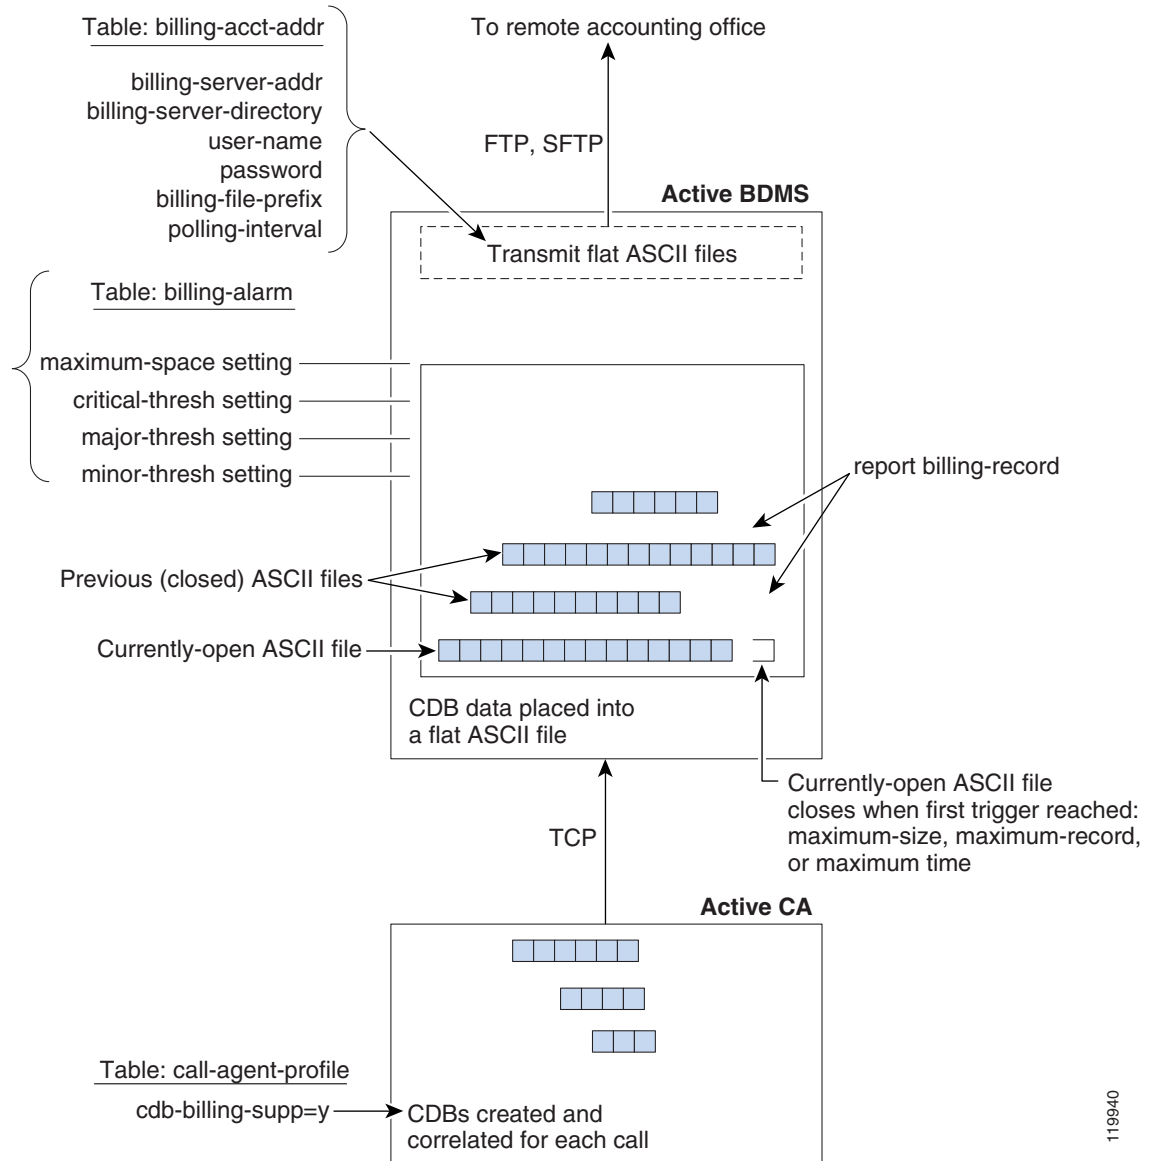 Table: billing-acct-addr
To remote accounting office
billing-server-addr
billing-server-directory
user-name
password
billing-file-prefix
polling-interval
FTP, SFTP
Active BDMS
Transmit flat ASCII files
Table: billing-alarm
maximum-space setting
critical-thresh setting
major-thresh setting
minor-thresh setting
report billing-record
Previous (closed) ASCII files
Currently-open ASCII file
CDB data placed into
a flat ASCII file
Currently-open ASCII file
closes when first trigger reached:
maximum-size, maximum-record,
or maximum time
TCP
Active CA
Table: call-agent-profile
cdb-billing-supp=y
CDBs created and
correlated for each call
119940